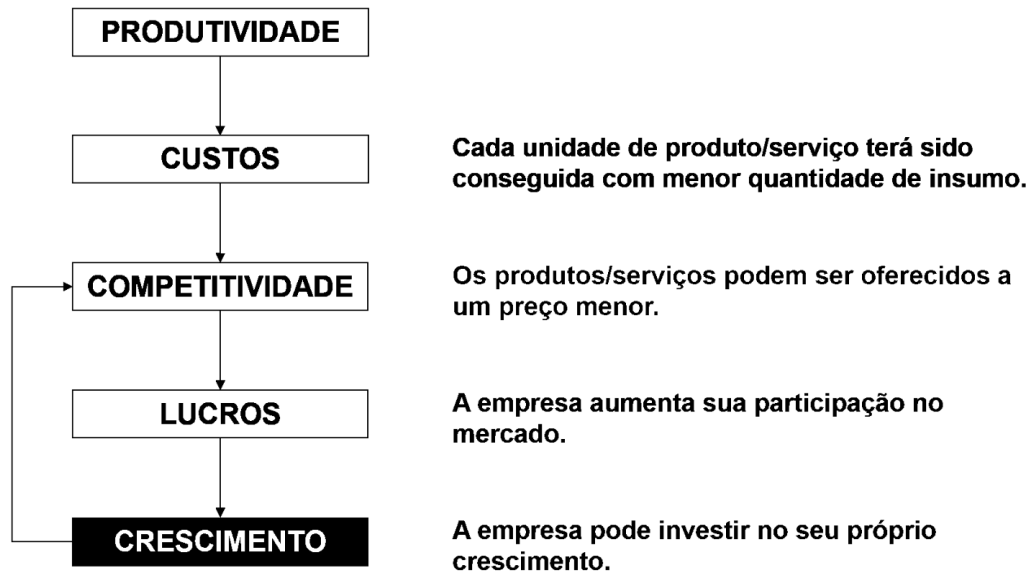 PRODUTIVIDADE
CUSTOS
Cada unidade de produto/serviço terá sido
conseguida com menor quantidade de insumo.
COMPETITIVIDADE
Os produtos/serviços podem ser oferecidos a
um preço menor.
LUCROS
A empresa aumenta sua participação no
mercado.
CRESCIMENTO
A empresa pode investir no seu próprio
crescimento.